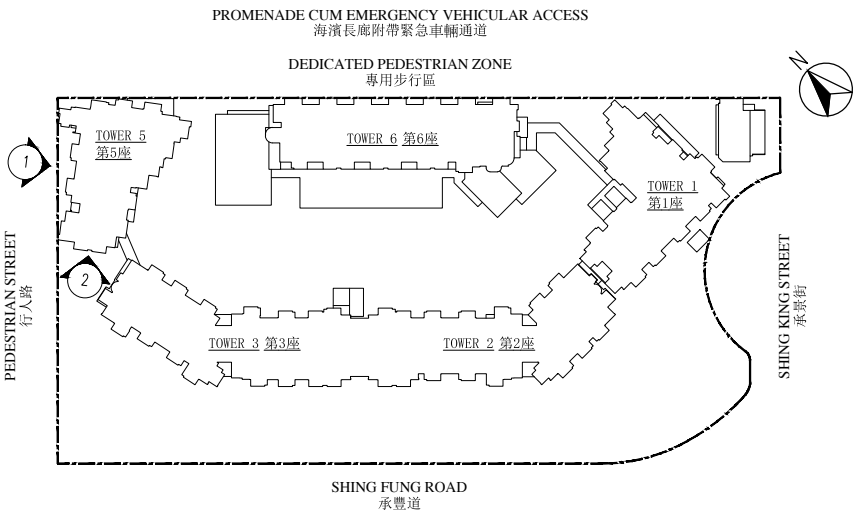 PROMENADE CUM EMERGENCY VEHICULAR ACCESS
海濱長廊附帶緊急車輛通道
DEDICATED PEDESTRIAN ZONE
專用步行區
N
TOWER 5
第5座
TOWER 6 第6座
1
TOWER 1
第1座
PEDESTRIAN STREET
行人路
2
SHING KING STREET
承景街
TOWER 3 第3座
TOWER 2 第2座
SHING FUNG ROAD
承豐道